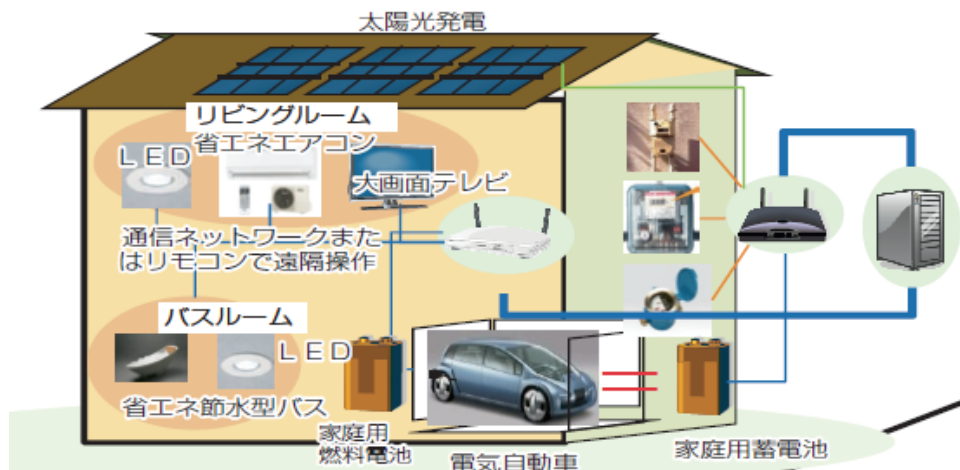 太陽光発電
リビングルーム
省エネエアコン
ＬＥＤ
大画面テレビ
通信ネットワークまた
はリモコンで遠隔操作
バスルーム
ＬＥＤ
省エネ節水型バス
家庭用
燃料電池
電気自動車
家庭用蓄電池